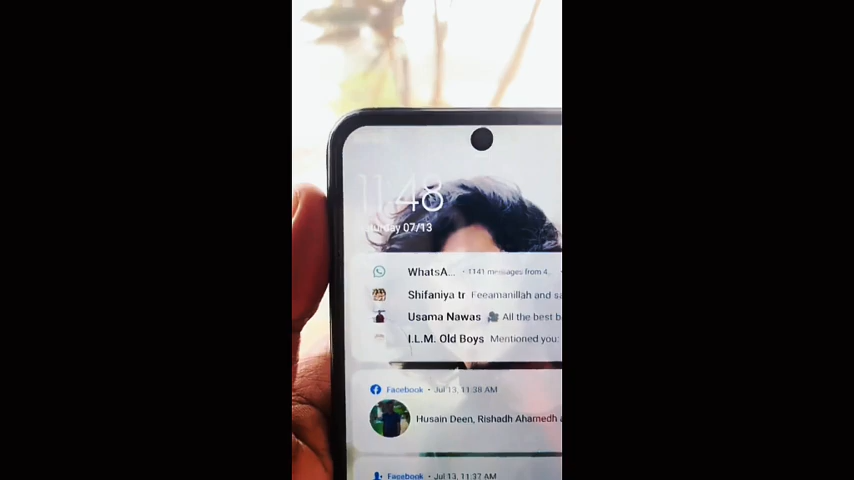 11:48
urday 07/13
WhatsA... • 1141 messages from 4.
Shifaniya tr Feeamanillah and sa
Usama Nawas 🎥 All the best b
I.L.M. Old Boys Mentioned you:
Facebook • Jul 13, 11:38 AM
Husain Deen, Rishadh Ahamedh a
Facebook • Jul 13, 11:37 AM